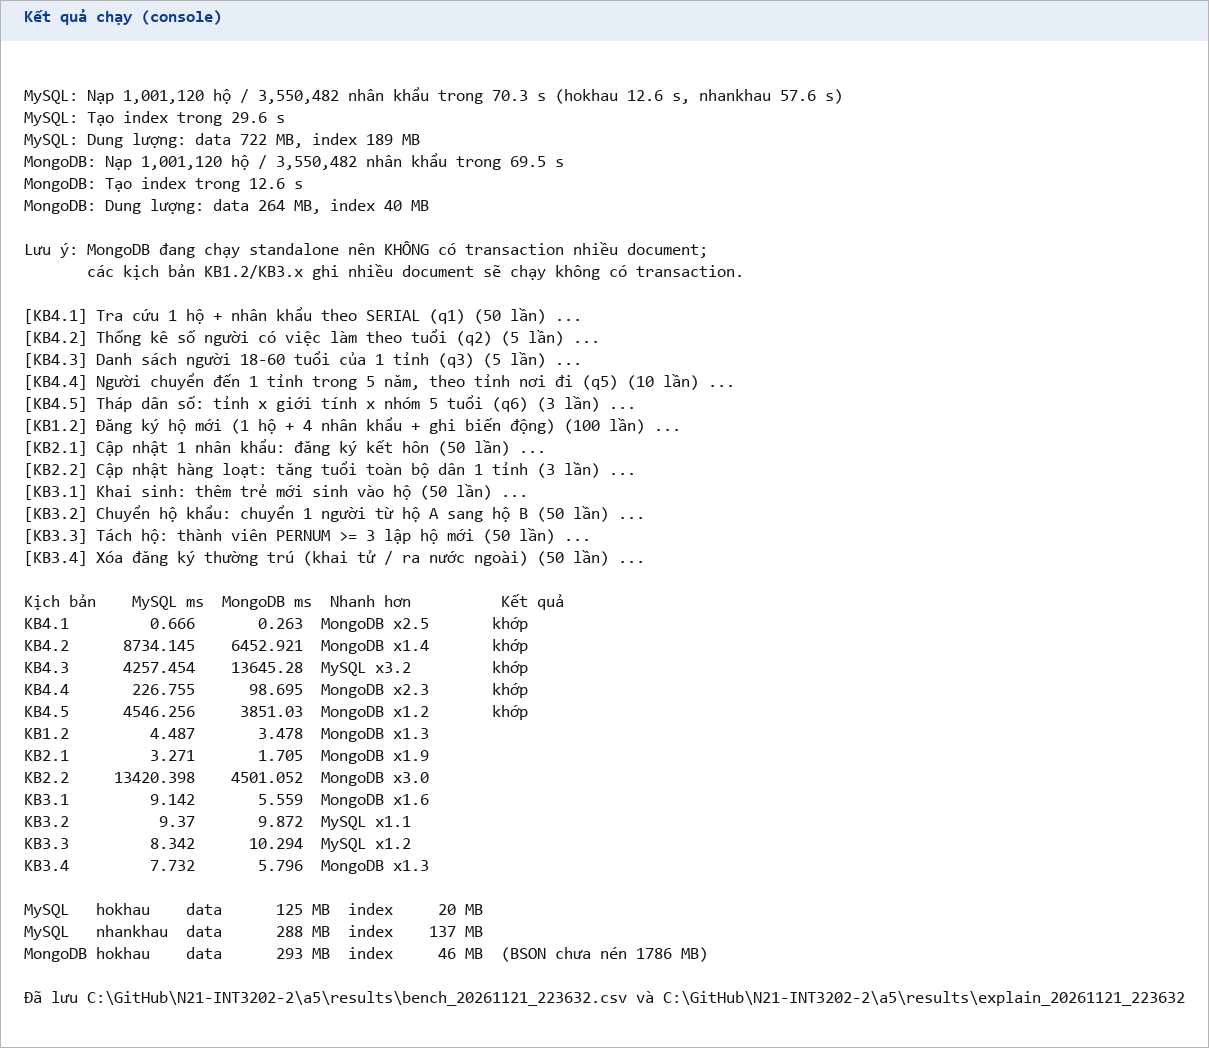 Kết quả chạy (console)
MySQL: Nạp 1,001,120 hộ / 3,550,482 nhân khẩu trong 70.3 s (hokhau 12.6 s, nhankhau 57.6 s)
MySQL: Tạo index trong 29.6 s
MySQL: Dung lượng: data 722 MB, index 189 MB
MongoDB: Nạp 1,001,120 hộ / 3,550,482 nhân khẩu trong 69.5 s
MongoDB: Tạo index trong 12.6 s
MongoDB: Dung lượng: data 264 MB, index 40 MB
Lưu ý: MongoDB đang chạy standalone nên KHÔNG có transaction nhiều document;
các kịch bản KB1.2/KB3.x ghi nhiều document sẽ chạy không có transaction.
[KB4.1] Tra cứu 1 hộ + nhân khẩu theo SERIAL (q1) (50 lần) ...
[KB4.2] Thống kê số người có việc làm theo tuổi (q2) (5 lần) ...
[KB4.3] Danh sách người 18-60 tuổi của 1 tỉnh (q3) (5 lần) ...
[KB4.4] Người chuyển đến 1 tỉnh trong 5 năm, theo tỉnh nơi đi (q5) (10 lần) ...
[KB4.5] Tháp dân số: tỉnh x giới tính x nhóm 5 tuổi (q6) (3 lần) ...
[KB1.2] Đăng ký hộ mới (1 hộ + 4 nhân khẩu + ghi biến động) (100 lần) ...
[KB2.1] Cập nhật 1 nhân khẩu: đăng ký kết hôn (50 lần) ...
[KB2.2] Cập nhật hàng loạt: tăng tuổi toàn bộ dân 1 tỉnh (3 lần) ...
[KB3.1] Khai sinh: thêm trẻ mới sinh vào hộ (50 lần) ...
[KB3.2] Chuyển hộ khẩu: chuyển 1 người từ hộ A sang hộ B (50 lần) ...
[KB3.3] Tách hộ: thành viên PERNUM >= 3 lập hộ mới (50 lần) ...
[KB3.4] Xóa đăng ký thường trú (khai tử / ra nước ngoài) (50 lần) ...
Kịch bản MySQL ms MongoDB ms Nhanh hơn Kết quả
KB4.1 0.666 0.263 MongoDB x2.5 khớp
KB4.2 8734.145 6452.921 MongoDB x1.4 khớp
KB4.3 4257.454 13645.28 MySQL x3.2 khớp
KB4.4 226.755 98.695 MongoDB x2.3 khớp
KB4.5 4546.256 3851.03 MongoDB x1.2 khớp
KB1.2 4.487 3.478 MongoDB x1.3
KB2.1 3.271 1.705 MongoDB x1.9
KB2.2 13420.398 4501.052 MongoDB x3.0
KB3.1 9.142 5.559 MongoDB x1.6
KB3.2 9.37 9.872 MySQL x1.1
KB3.3 8.342 10.294 MySQL x1.2
KB3.4 7.732 5.796 MongoDB x1.3
MySQL hokhau data 125 MB index 20 MB
MySQL nhankhau data 288 MB index 137 MB
MongoDB hokhau data 293 MB index 46 MB (BSON chưa nén 1786 MB)
Đã lưu C:\GitHub\N21-INT3202-2\a5\results\bench_20261121_223632.csv và C:\GitHub\N21-INT3202-2\a5\results\explain_20261121_223632